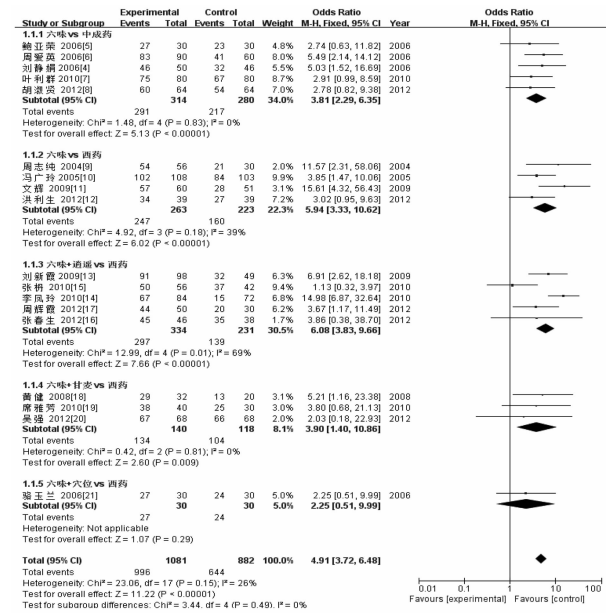 Experimental Control Odds Ratio Odds Ratio
Study or Subgroup Events Total Events Total Weight M-H, Fixed, 95% CI Year M-H, Fixed, 95% CI
1.1.1 六味 vs 中成药
鲍亚荣 2006[5] 27 30 23 30 4.8% 2.74 [0.63, 11.82] 2006
周爱英 2006[6] 83 90 41 60 8.2% 5.49 [2.14, 14.12] 2006
刘静娟 2006[4] 46 50 32 46 5.1% 5.03 [1.52, 16.69] 2006
叶利群 2010[7] 75 80 67 80 8.4% 2.91 [0.99, 8.59] 2010
胡淑贤 2012[8] 60 64 54 64 7.5% 2.78 [0.82, 9.38] 2012
Subtotal (95% CI) 314 280 34.0% 3.81 [2.29, 6.35]
Total events 291 217
Heterogeneity: Chi² = 1.48, df = 4 (P = 0.83); I² = 0%
Test for overall effect: Z = 5.13 (P < 0.00001)
1.1.2 六味 vs 西药
周志纯 2004[9] 54 56 21 30 2.0% 11.57 [2.31, 58.06] 2004
冯广玲 2005[10] 102 108 84 103 9.6% 3.85 [1.47, 10.06] 2005
文辉 2009[11] 57 60 28 51 3.4% 15.61 [4.32, 56.43] 2009
洪利生 2012[12] 34 39 27 39 7.3% 3.02 [0.95, 9.63] 2012
Subtotal (95% CI) 263 223 22.3% 5.94 [3.33, 10.62]
Total events 247 160
Heterogeneity: Chi² = 4.92, df = 3 (P = 0.18); I² = 39%
Test for overall effect: Z = 6.02 (P < 0.00001)
1.1.3 六味+逍遥 vs 西药
刘新霞 2009[13] 91 98 32 49 6.3% 6.91 [2.62, 18.18] 2009
张 2010[15] 50 56 37 42 9.9% 1.13 [0.32, 3.97] 2010
李凤玲 2010[14] 67 84 15 72 7.4% 14.98 [6.87, 32.64] 2010
周辉霞 2012[17] 44 50 20 30 5.1% 3.67 [1.17, 11.49] 2012
张春生 2012[16] 45 46 35 38 1.8% 3.86 [0.38, 38.70] 2012
Subtotal (95% CI) 334 231 30.5% 6.08 [3.83, 9.66]
Total events 297 139
Heterogeneity: Chi² = 12.99, df = 4 (P = 0.01); I² = 69%
Test for overall effect: Z = 7.66 (P < 0.00001)
1.1.4 六味+甘麦 vs 西药
黄健 2008[18] 29 32 13 20 3.2% 5.21 [1.16, 23.38] 2008
席雅芳 2010[19] 38 40 25 30 3.0% 3.80 [0.68, 21.13] 2010
吴强 2012[20] 67 68 66 68 2.0% 2.03 [0.18, 22.93] 2012
Subtotal (95% CI) 140 118 8.1% 3.90 [1.40, 10.86]
Total events 134 104
Heterogeneity: Chi² = 0.42, df = 2 (P = 0.81); I² = 0%
Test for overall effect: Z = 2.60 (P = 0.009)
1.1.5 六味+穴位 vs 西药
骆玉兰 2006[21] 27 30 24 30 5.0% 2.25 [0.51, 9.99] 2006
Subtotal (95% CI) 30 30 5.0% 2.25 [0.51, 9.99]
Total events 27 24
Heterogeneity: Not applicable
Test for overall effect: Z = 1.07 (P = 0.29)
Total (95% CI) 1081 882 100.0% 4.91 [3.72, 6.48]
Total events 996 644
Heterogeneity: Chi² = 23.06, df = 17 (P = 0.15); I² = 26%
Test for overall effect: Z = 11.22 (P < 0.00001)
Test for subgroup differences: Chi² = 3.44, df = 4 (P = 0.49), I² = 0%
0.01 0.1 1 10 100
Favours [experimental] Favours [control]